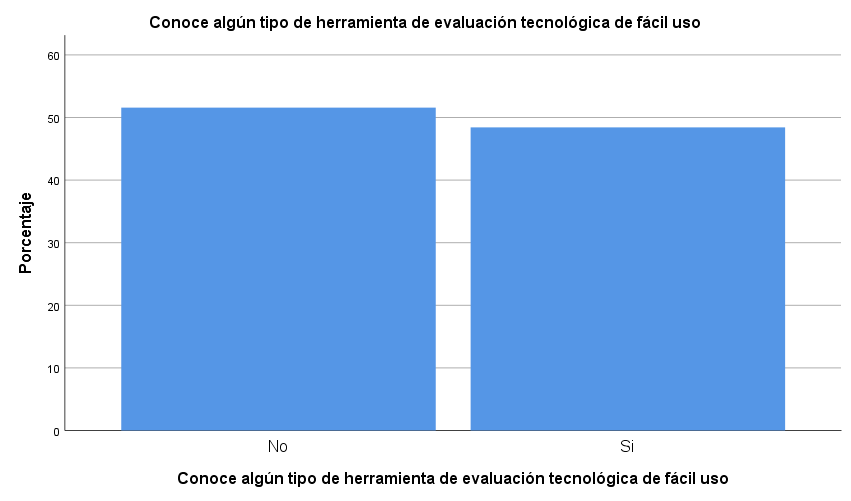 Conoce algún tipo de herramienta de evaluación tecnológica de fácil uso
60
50
40
30
20
10
0
Porcentaje
No
Si
Conoce algún tipo de herramienta de evaluación tecnológica de fácil uso